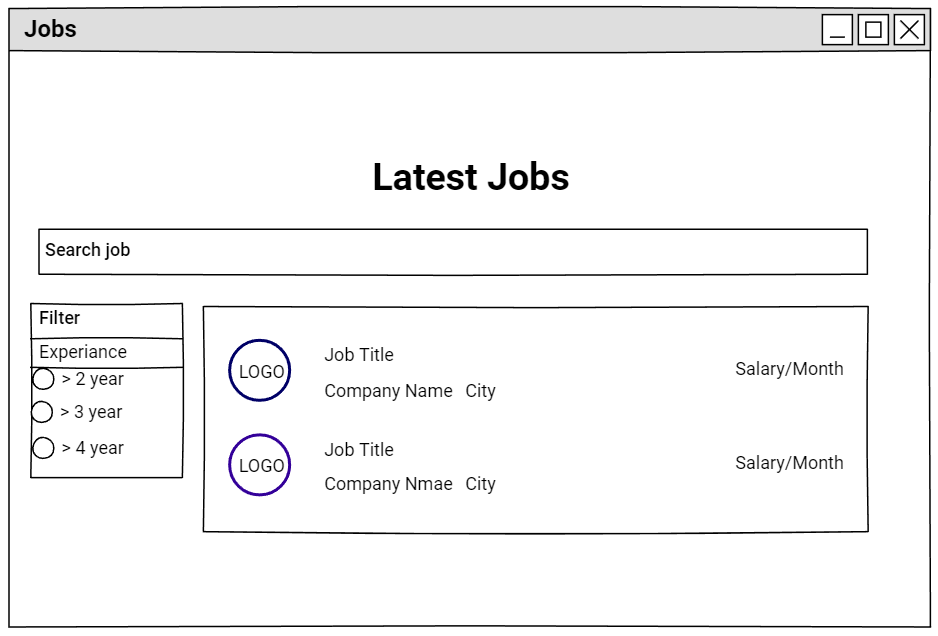 Jobs
Latest Jobs
Search job
Filter
Experiance
> 2 year
> 3 year
> 4 year
LOGO
Job Title
Company Name City
Salary/Month
LOGO
Job Title
Company Nmae City
Salary/Month